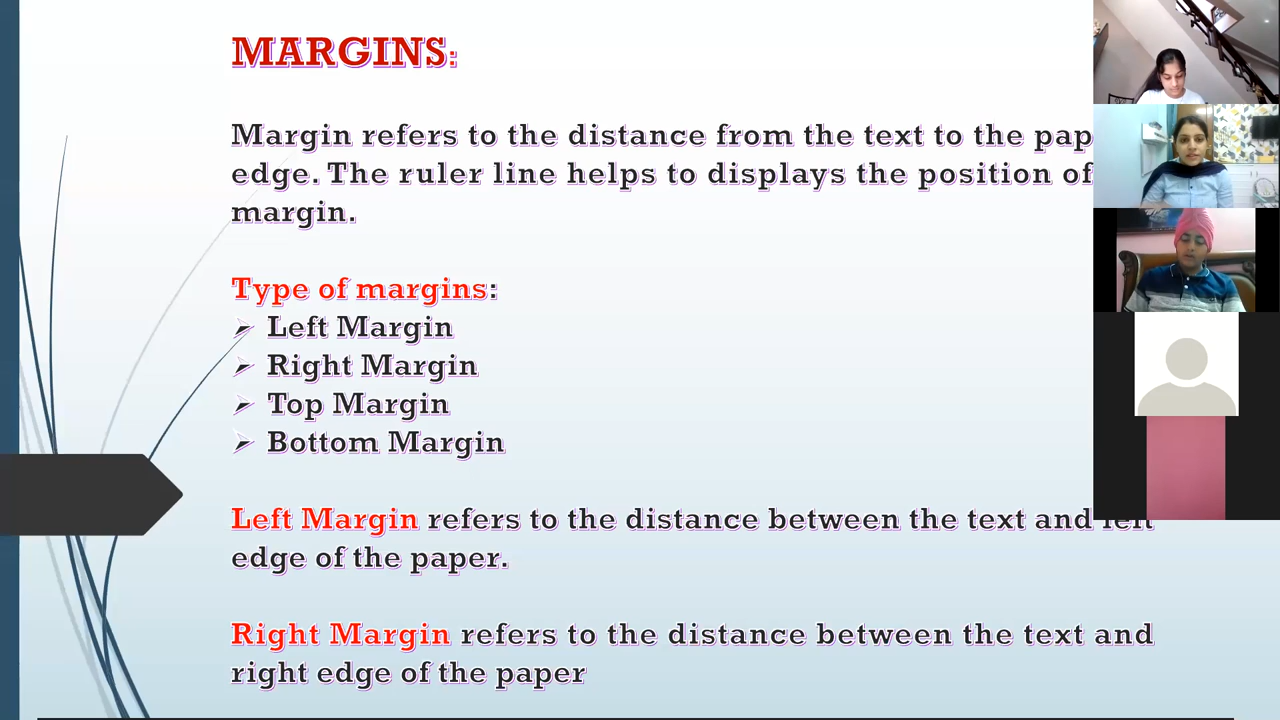 MARGINS:
Margin refers to the distance from the text to the pap
edge. The ruler line helps to displays the position of
margin.
Type of margins:
Left Margin
Right Margin
Top Margin
Bottom Margin
Left Margin refers to the distance between the text and left
edge of the paper.
Right Margin refers to the distance between the text and
right edge of the paper